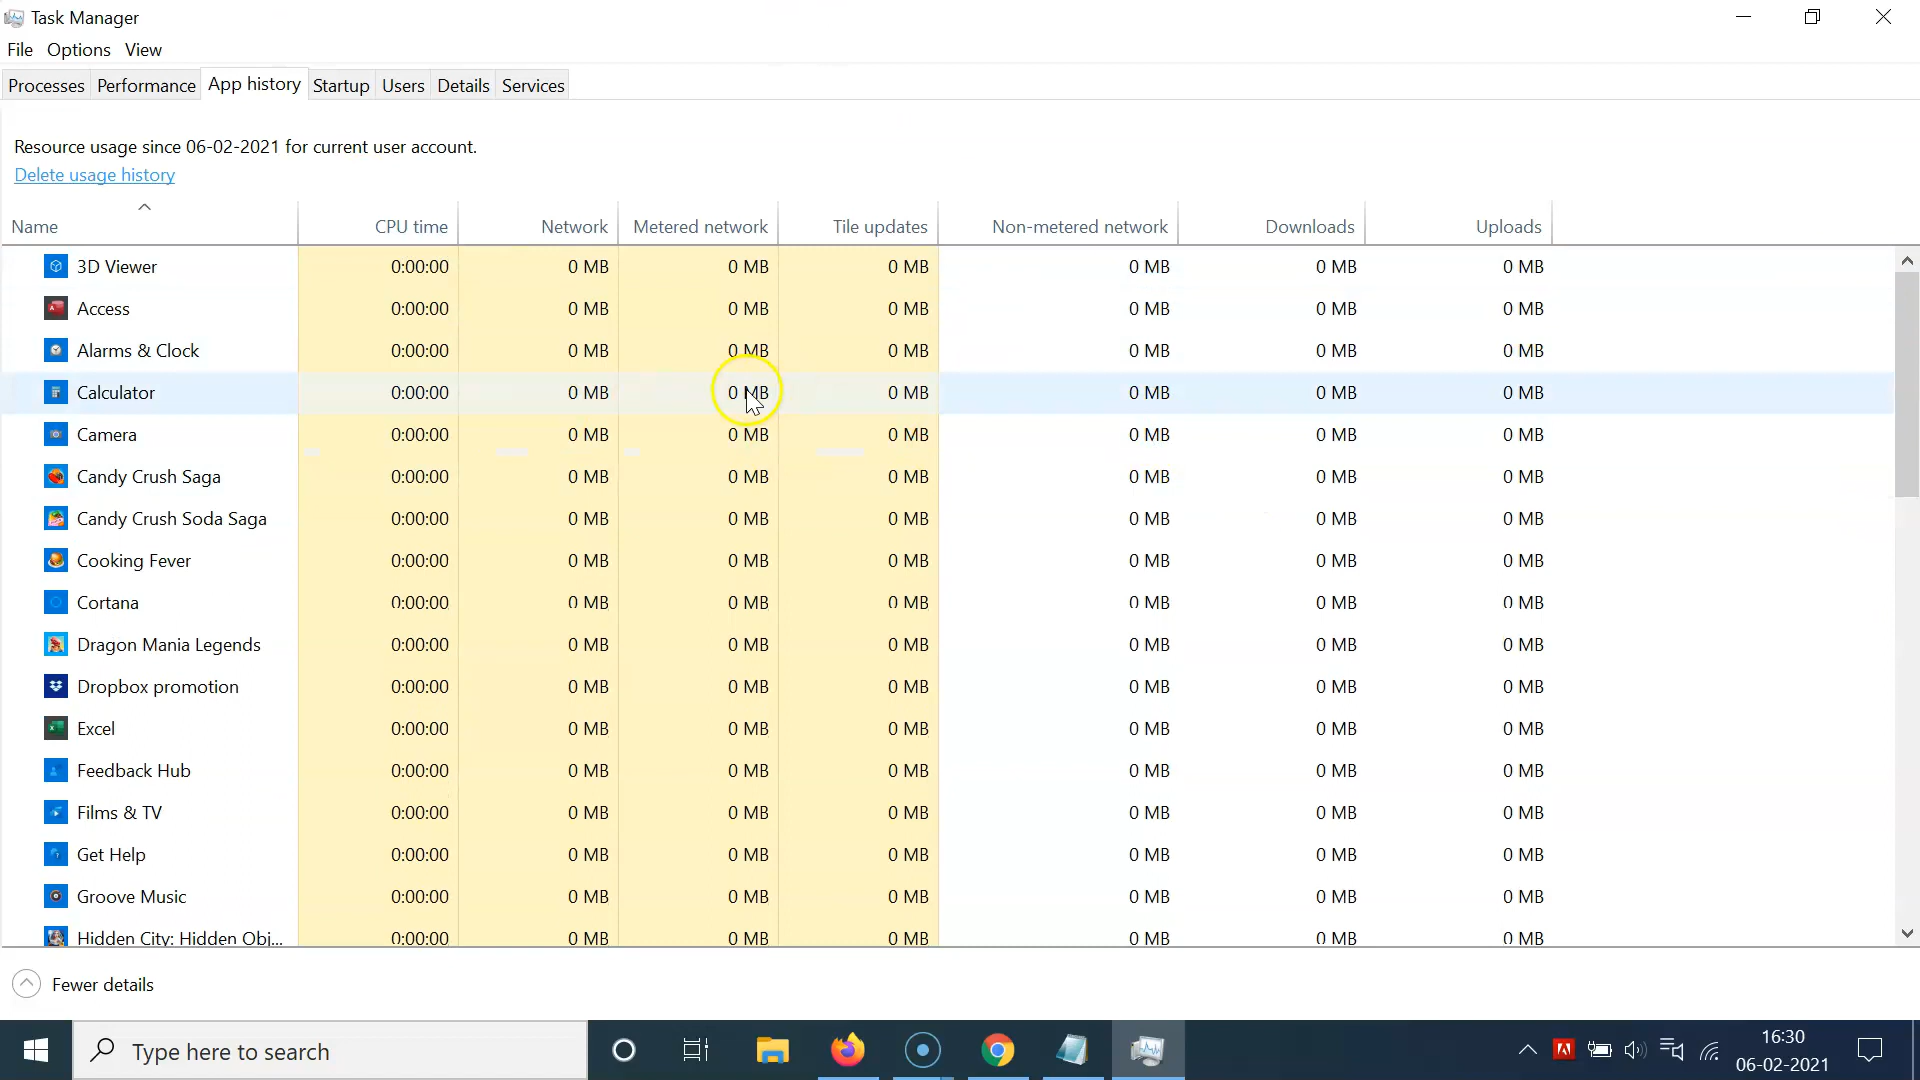 Task Manager
File Options View
Processes Performance App history Startup Users Details Services
Resource usage since 06-02-2021 for current user account.
Delete usage history
Name CPU time Network Metered network Tile updates Non-metered network Downloads Uploads
3D Viewer 0:00:00 0 MB 0 MB 0 MB 0 MB 0 MB 0 MB
Access 0:00:00 0 MB 0 MB 0 MB 0 MB 0 MB 0 MB
Alarms & Clock 0:00:00 0 MB 0 MB 0 MB 0 MB 0 MB 0 MB
Calculator 0:00:00 0 MB 0 MB 0 MB 0 MB 0 MB 0 MB
Camera 0:00:00 0 MB 0 MB 0 MB 0 MB 0 MB 0 MB
Candy Crush Saga 0:00:00 0 MB 0 MB 0 MB 0 MB 0 MB 0 MB
Candy Crush Soda Saga 0:00:00 0 MB 0 MB 0 MB 0 MB 0 MB 0 MB
Cooking Fever 0:00:00 0 MB 0 MB 0 MB 0 MB 0 MB 0 MB
Cortana 0:00:00 0 MB 0 MB 0 MB 0 MB 0 MB 0 MB
Dragon Mania Legends 0:00:00 0 MB 0 MB 0 MB 0 MB 0 MB 0 MB
Dropbox promotion 0:00:00 0 MB 0 MB 0 MB 0 MB 0 MB 0 MB
Excel 0:00:00 0 MB 0 MB 0 MB 0 MB 0 MB 0 MB
Feedback Hub 0:00:00 0 MB 0 MB 0 MB 0 MB 0 MB 0 MB
Films & TV 0:00:00 0 MB 0 MB 0 MB 0 MB 0 MB 0 MB
Get Help 0:00:00 0 MB 0 MB 0 MB 0 MB 0 MB 0 MB
Groove Music 0:00:00 0 MB 0 MB 0 MB 0 MB 0 MB 0 MB
Hidden City: Hidden Obj... 0:00:00 0 MB 0 MB 0 MB 0 MB 0 MB 0 MB
Fewer details
Type here to search
16:30
06-02-2021